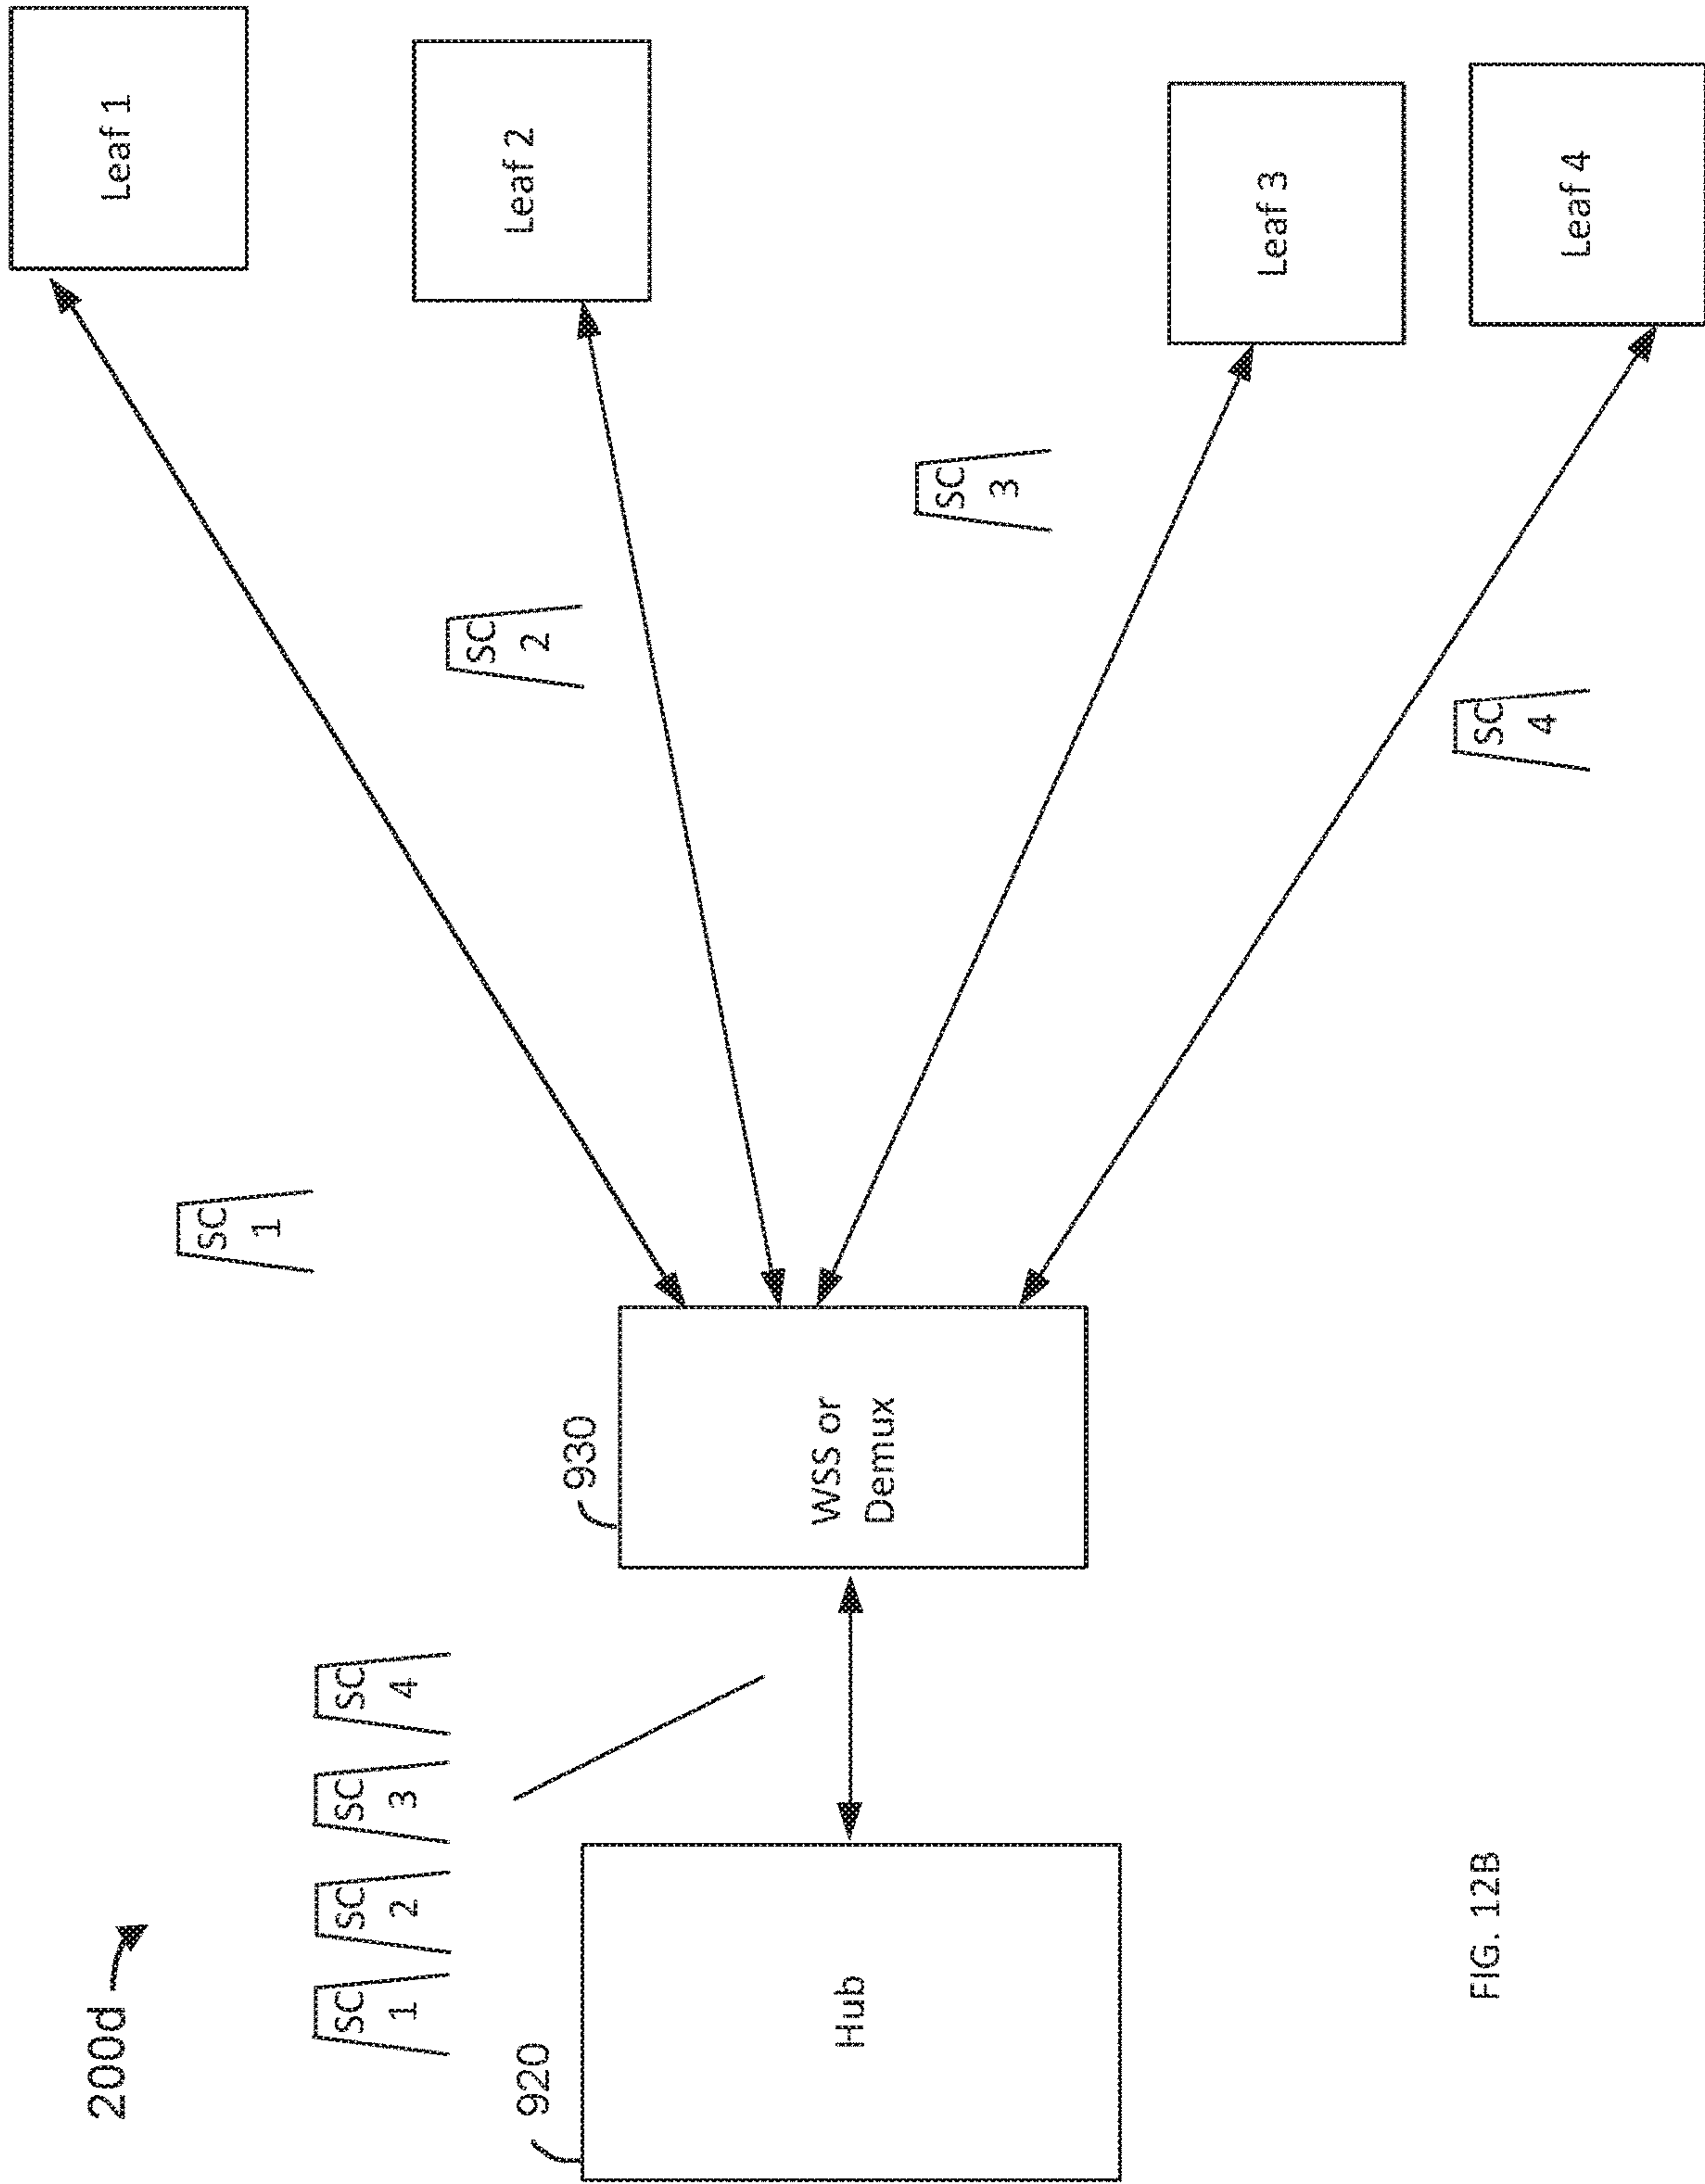 200d
SC
1
SC
2
SC
3
SC
4
920
Hub
930
WSS or
Demux
SC
1
SC
2
SC
3
SC
4
Leaf 1
Leaf 2
Leaf 3
Leaf 4
FIG. 12B